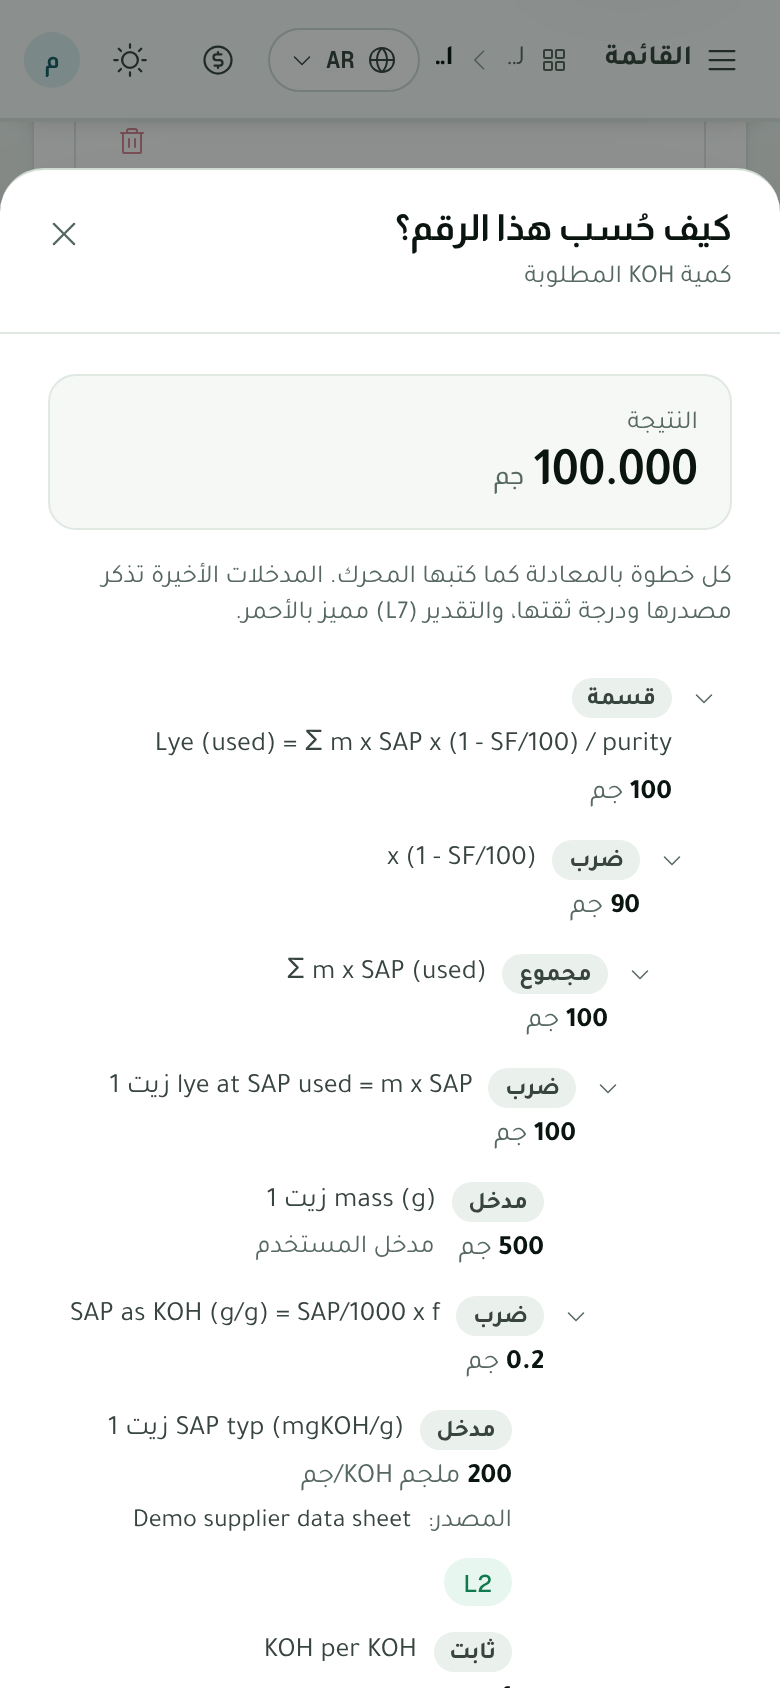 القائمة
لـ..
ا..
AR
م
كيف حُسب هذا الرقم؟
كمية KOH المطلوبة
النتيجة
100.000 جم
كل خطوة بالمعادلة كما كتبها المحرك. المدخلات الأخيرة تذكر
مصدرها ودرجة ثقتها، والتقدير (L7) مميز بالأحمر.
قسمة
Lye (used) = Σ m x SAP x (1 - SF/100) / purity
100 جم
ضرب x (1 - SF/100)
90 جم
مجموع Σ m x SAP (used)
100 جم
ضرب lye at SAP used = m x SAP زيت 1
100 جم
مدخل mass (g) زيت 1
500 جم مدخل المستخدم
ضرب SAP as KOH (g/g) = SAP/1000 x f
0.2 جم
مدخل SAP typ (mgKOH/g) زيت 1
200 ملجم KOH/جم
المصدر: Demo supplier data sheet
L2
ثابت KOH per KOH